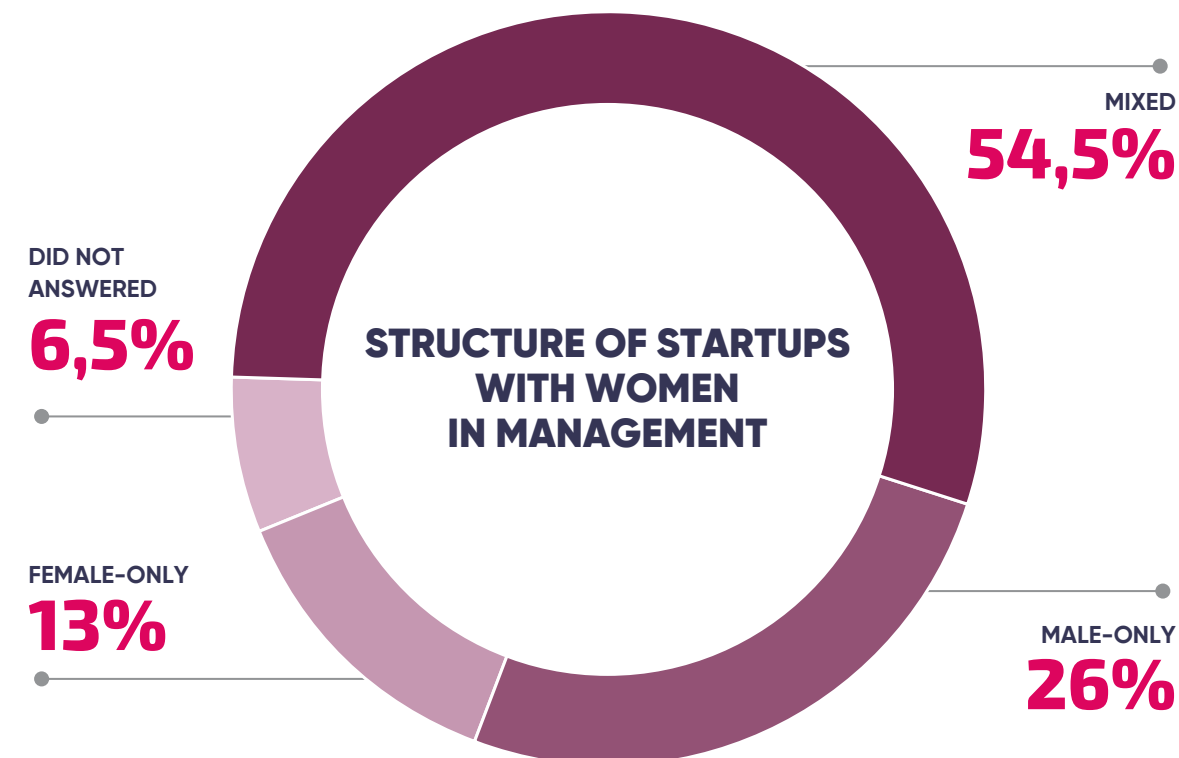 MIXED
54,5%
DID NOT
ANSWERED
6,5%
STRUCTURE OF STARTUPS
WITH WOMEN
IN MANAGEMENT
FEMALE-ONLY
13%
MALE-ONLY
26%